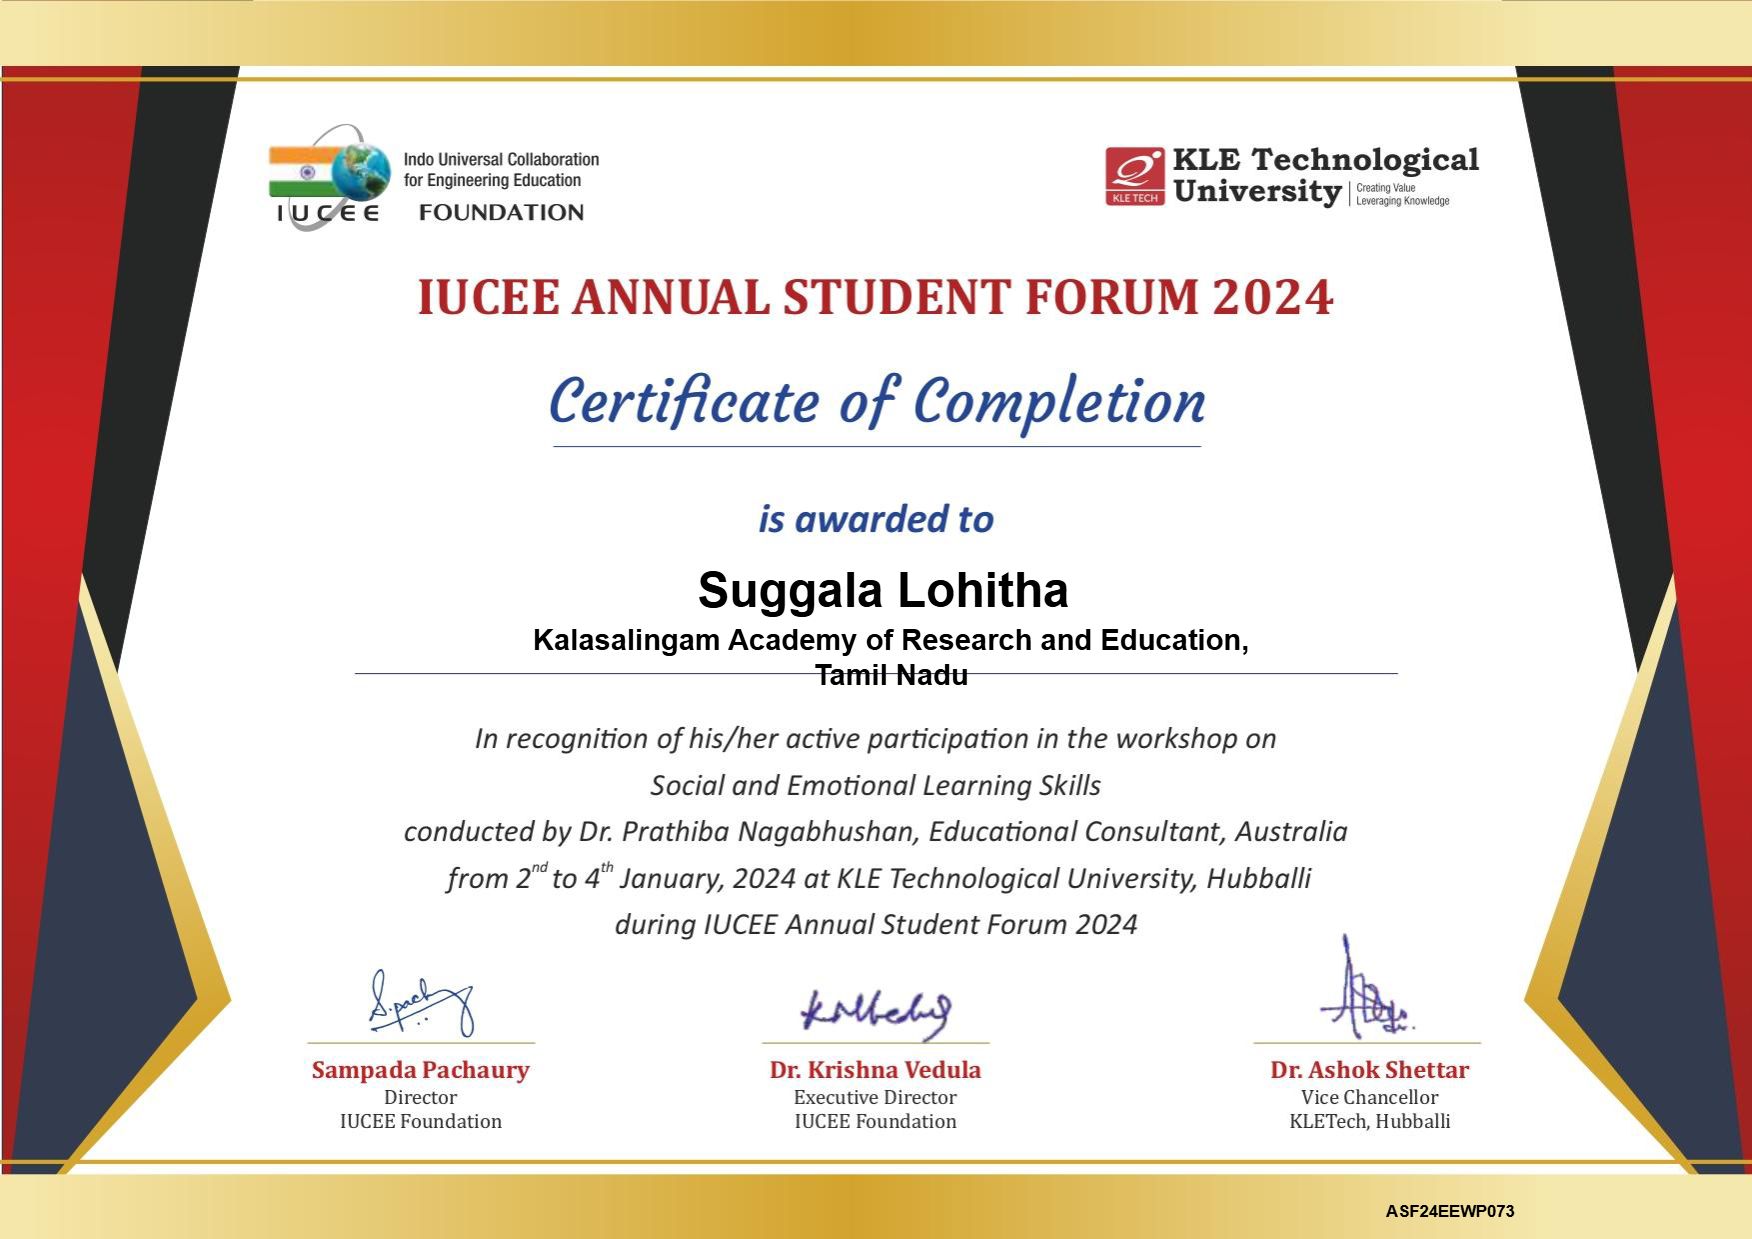 Indo Universal Collaboration
for Engineering Education
IUCEE FOUNDATION
KLE TECH
KLE Technological
University
Creating Value
Leveraging Knowledge
IUCEE ANNUAL STUDENT FORUM 2024
Certificate of Completion
is awarded to
Suggala Lohitha
Kalasalingam Academy of Research and Education,
Tamil Nadu
In recognition of his/her active participation in the workshop on
Social and Emotional Learning Skills
conducted by Dr. Prathiba Nagabhushan, Educational Consultant, Australia
from 2nd to 4th January, 2024 at KLE Technological University, Hubballi
during IUCEE Annual Student Forum 2024
Sampada Pachaury
Director
IUCEE Foundation
Dr. Krishna Vedula
Executive Director
IUCEE Foundation
Dr. Ashok Shettar
Vice Chancellor
KLETech, Hubballi
ASF24EEWP073